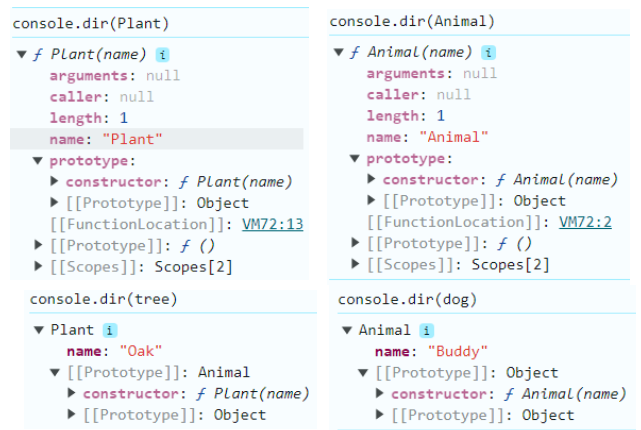 console.dir(Plant)
▼ ƒ Plant(name) i
arguments: null
caller: null
length: 1
name: "Plant"
▼ prototype:
▶ constructor: ƒ Plant(name)
▶ [[Prototype]]: Object
[[FunctionLocation]]: VM72:13
▶ [[Prototype]]: ƒ ()
▶ [[Scopes]]: Scopes[2]
console.dir(Animal)
▼ ƒ Animal(name) i
arguments: null
caller: null
length: 1
name: "Animal"
▼ prototype:
▶ constructor: ƒ Animal(name)
▶ [[Prototype]]: Object
[[FunctionLocation]]: VM72:2
▶ [[Prototype]]: ƒ ()
▶ [[Scopes]]: Scopes[2]
console.dir(tree)
▼ Plant i
name: "Oak"
▼ [[Prototype]]: Animal
▶ constructor: ƒ Plant(name)
▶ [[Prototype]]: Object
console.dir(dog)
▼ Animal i
name: "Buddy"
▼ [[Prototype]]: Object
▶ constructor: ƒ Animal(name)
▶ [[Prototype]]: Object